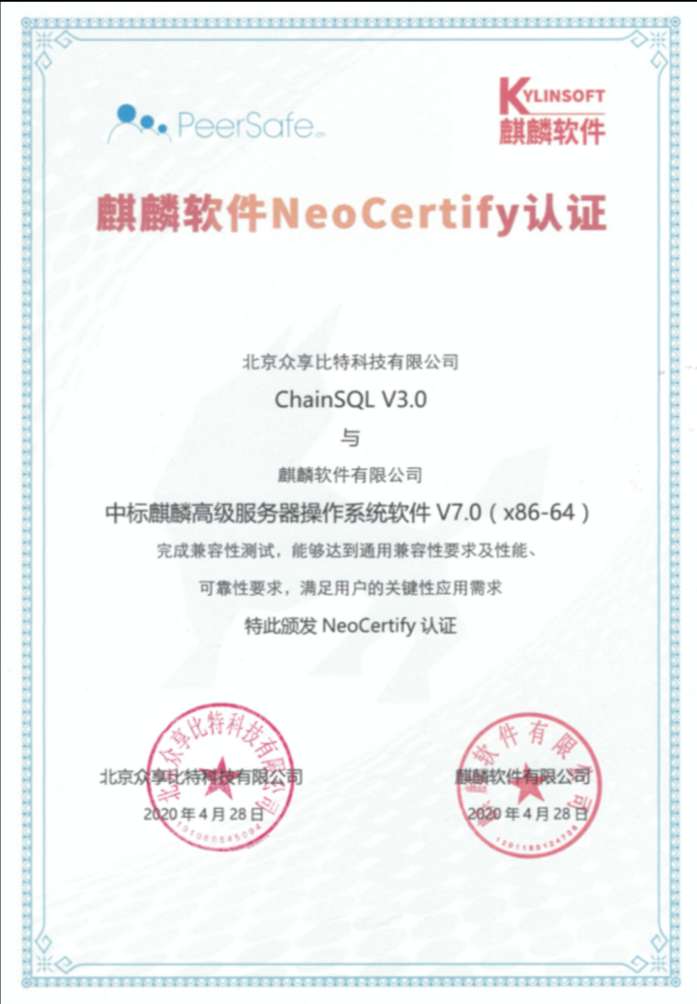 PeerSafe
KYLINSOFT
麒麟软件
麒麟软件NeoCertify认证
北京众享比特科技有限公司
ChainSQL V3.0
与
麒麟软件有限公司
中标麒麟高级服务器操作系统软件 V7.0（x86-64）
完成兼容性测试，能够达到通用兼容性要求及性能、
可靠性要求，满足用户的关键性应用需求
特此颁发 NeoCertify 认证
北京众享比特科技有限公司
北京众享比特科技有限公司
2020 年 4 月 28 日
麒麟软件有限公司
麒麟软件有限公司
2020 年 4 月 28 日